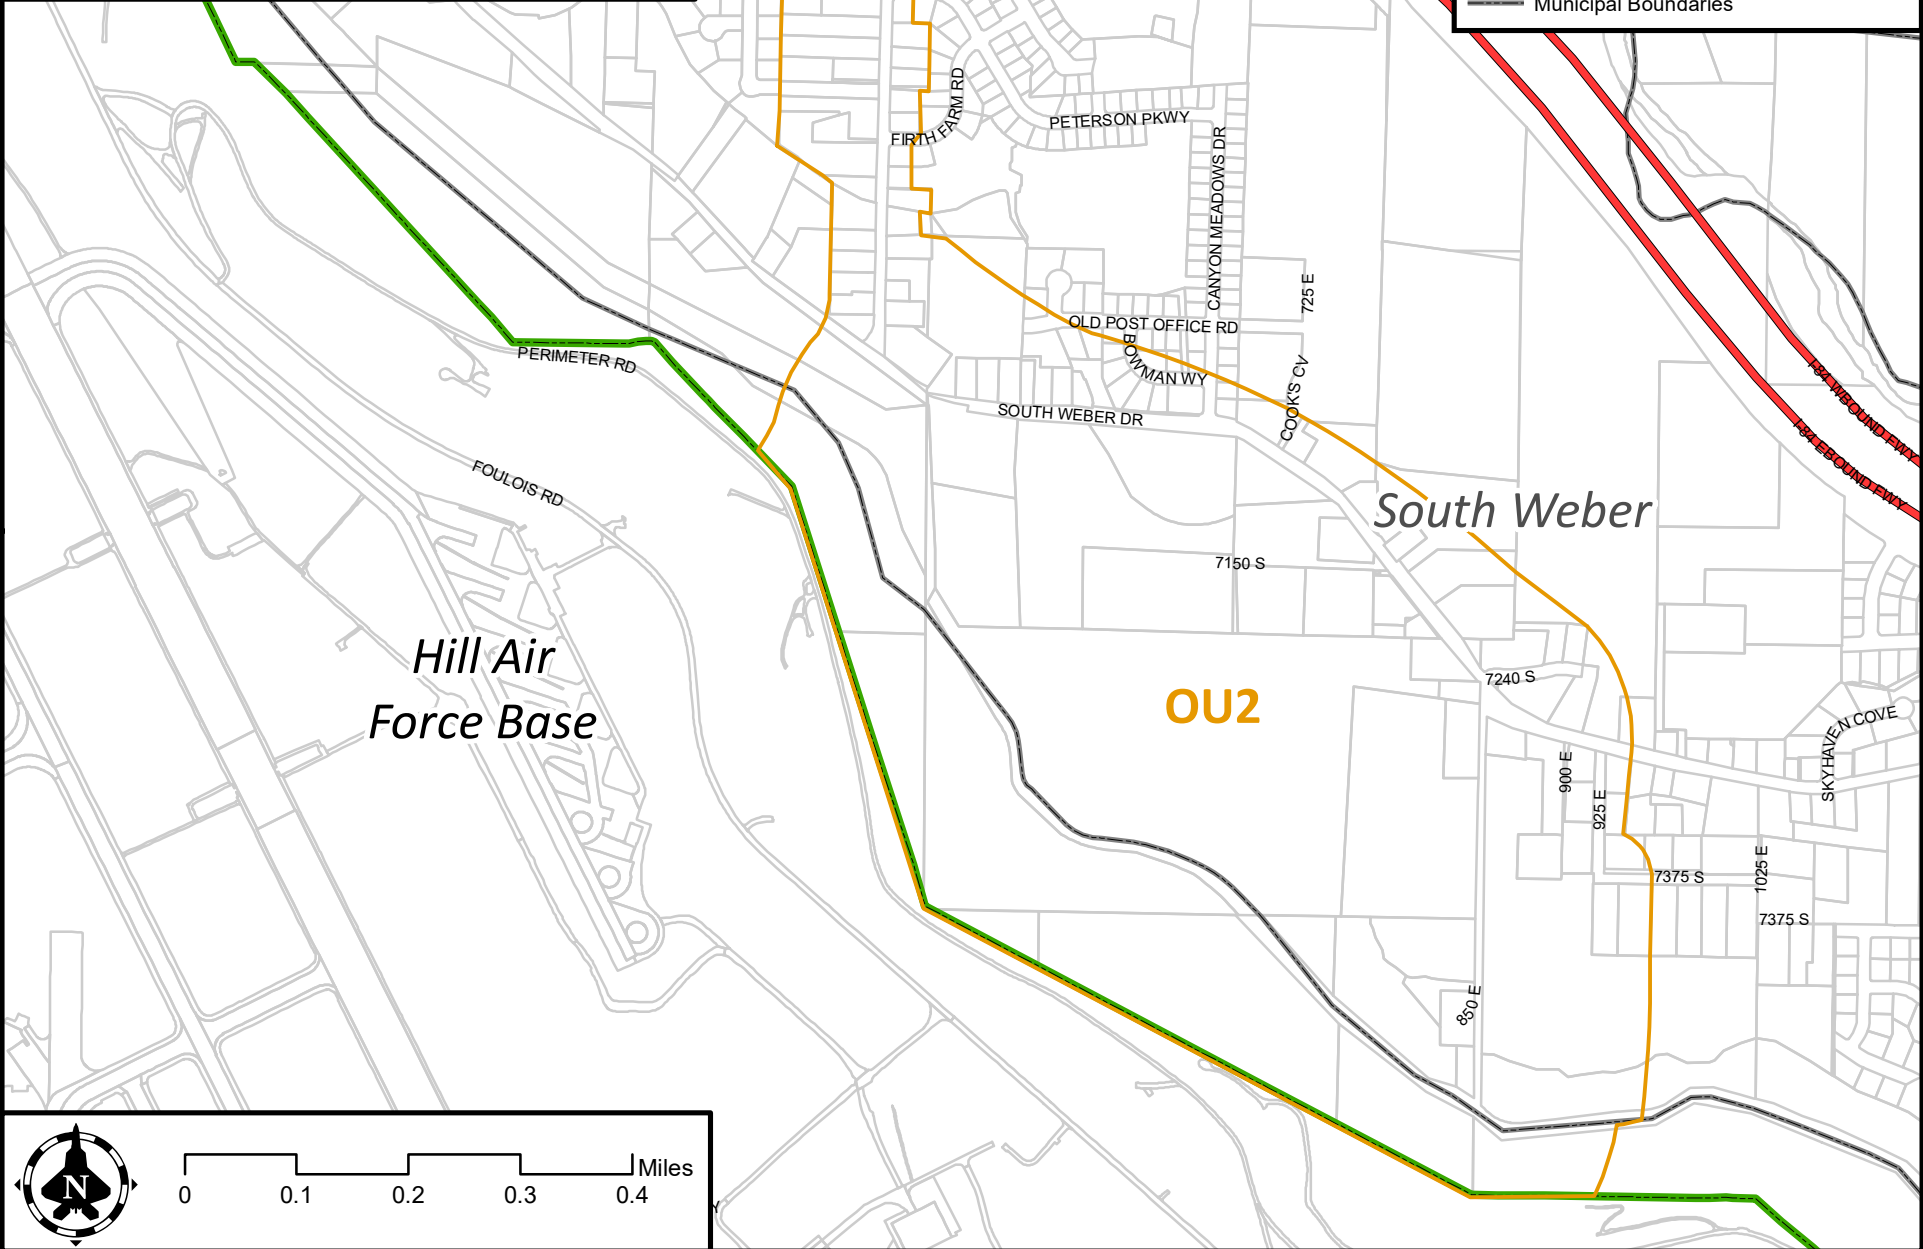 Municipal Boundaries
FIRTH FARM RD
PETERSON PKWY
CANYON MEADOWS DR
725 E
OLD POST OFFICE RD
BOWMAN WY
COOK'S CV
SOUTH WEBER DR
PERIMETER RD
I-84 WBOUND FWY
I-84 EBOUND FWY
FOULOIS RD
South Weber
7150 S
Hill Air
Force Base
OU2
7240 S
SKYHAVEN COVE
900 E
925 E
7375 S
1025 E
7375 S
850 E
N
Miles
0 0.1 0.2 0.3 0.4
Y